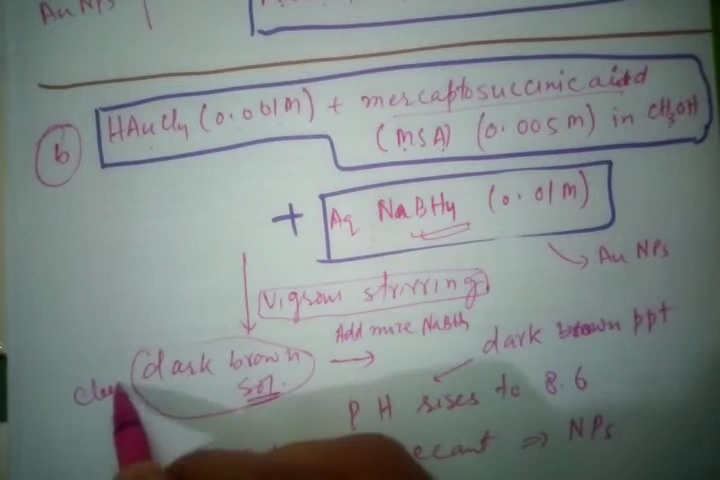 Au NPs
b
HAuCl4 (0.001M) + mercaptosuccinic acid
(MSA) (0.005M) in CH3OH
+ Aq NaBH4 (0.01M)
Au NPs
Vigrous stirring
Add more NaBH4
dark brown
sol.
dark brown ppt
PH rises to 8.6
⇒ NPs